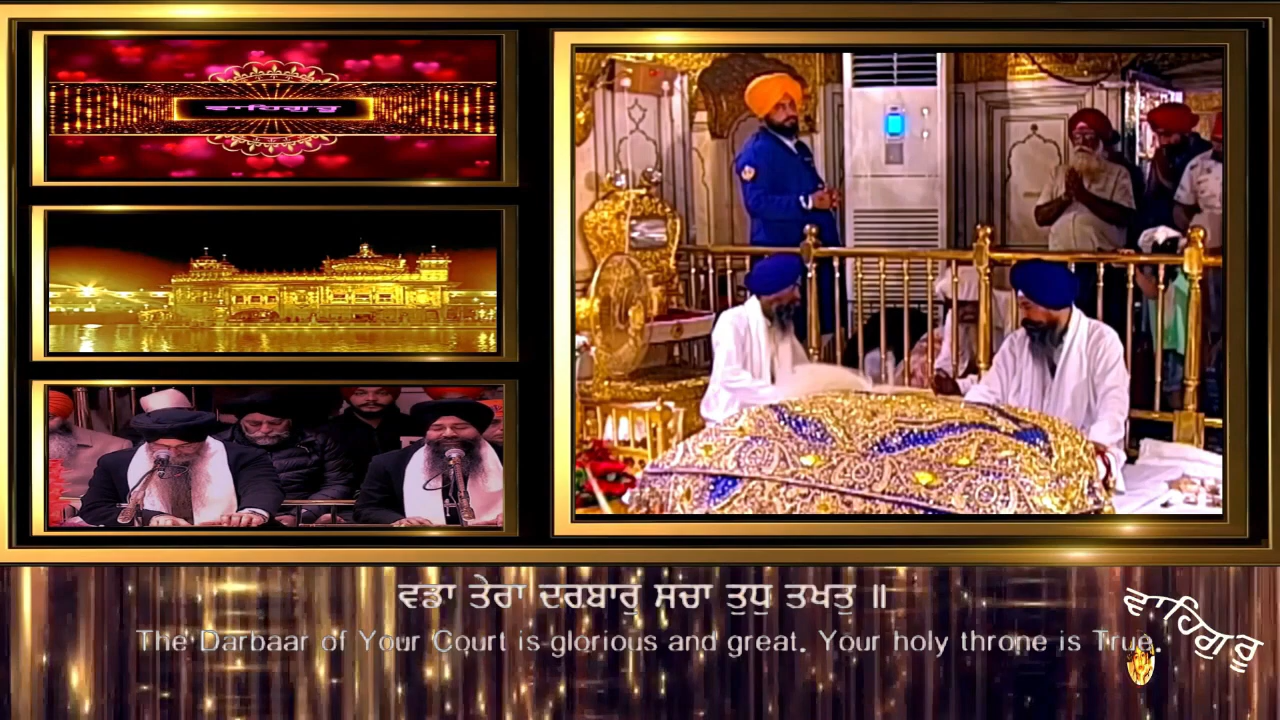 ਵਾਹਿਗੁਰੂ
ਵਡਾ ਤੇਰਾ ਦਰਬਾਰੁ ਸਚਾ ਤੁਧੁ ਤਖਤੁ ॥
The Darbaar of Your Court is glorious and great. Your holy throne is True.
ਵਾਹਿਗੁਰੂ